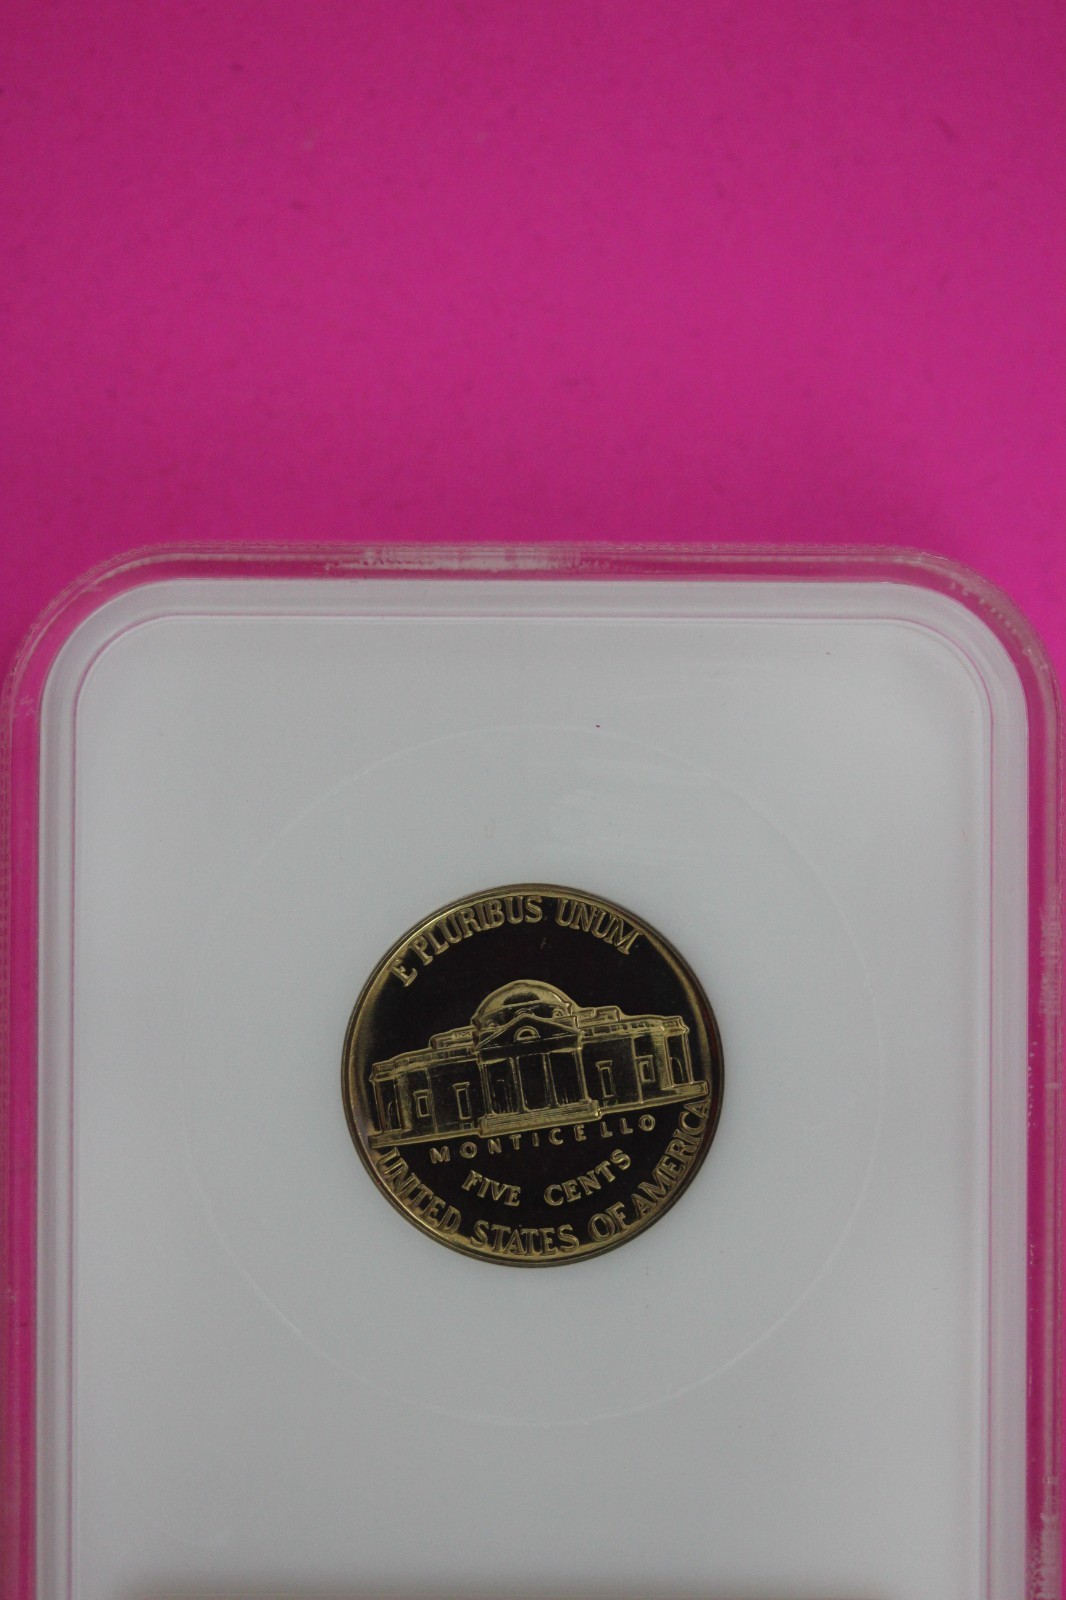 E PLURIBUS UNUM
MONTICELLO
FIVE CENTS
UNITED STATES OF AMERICA